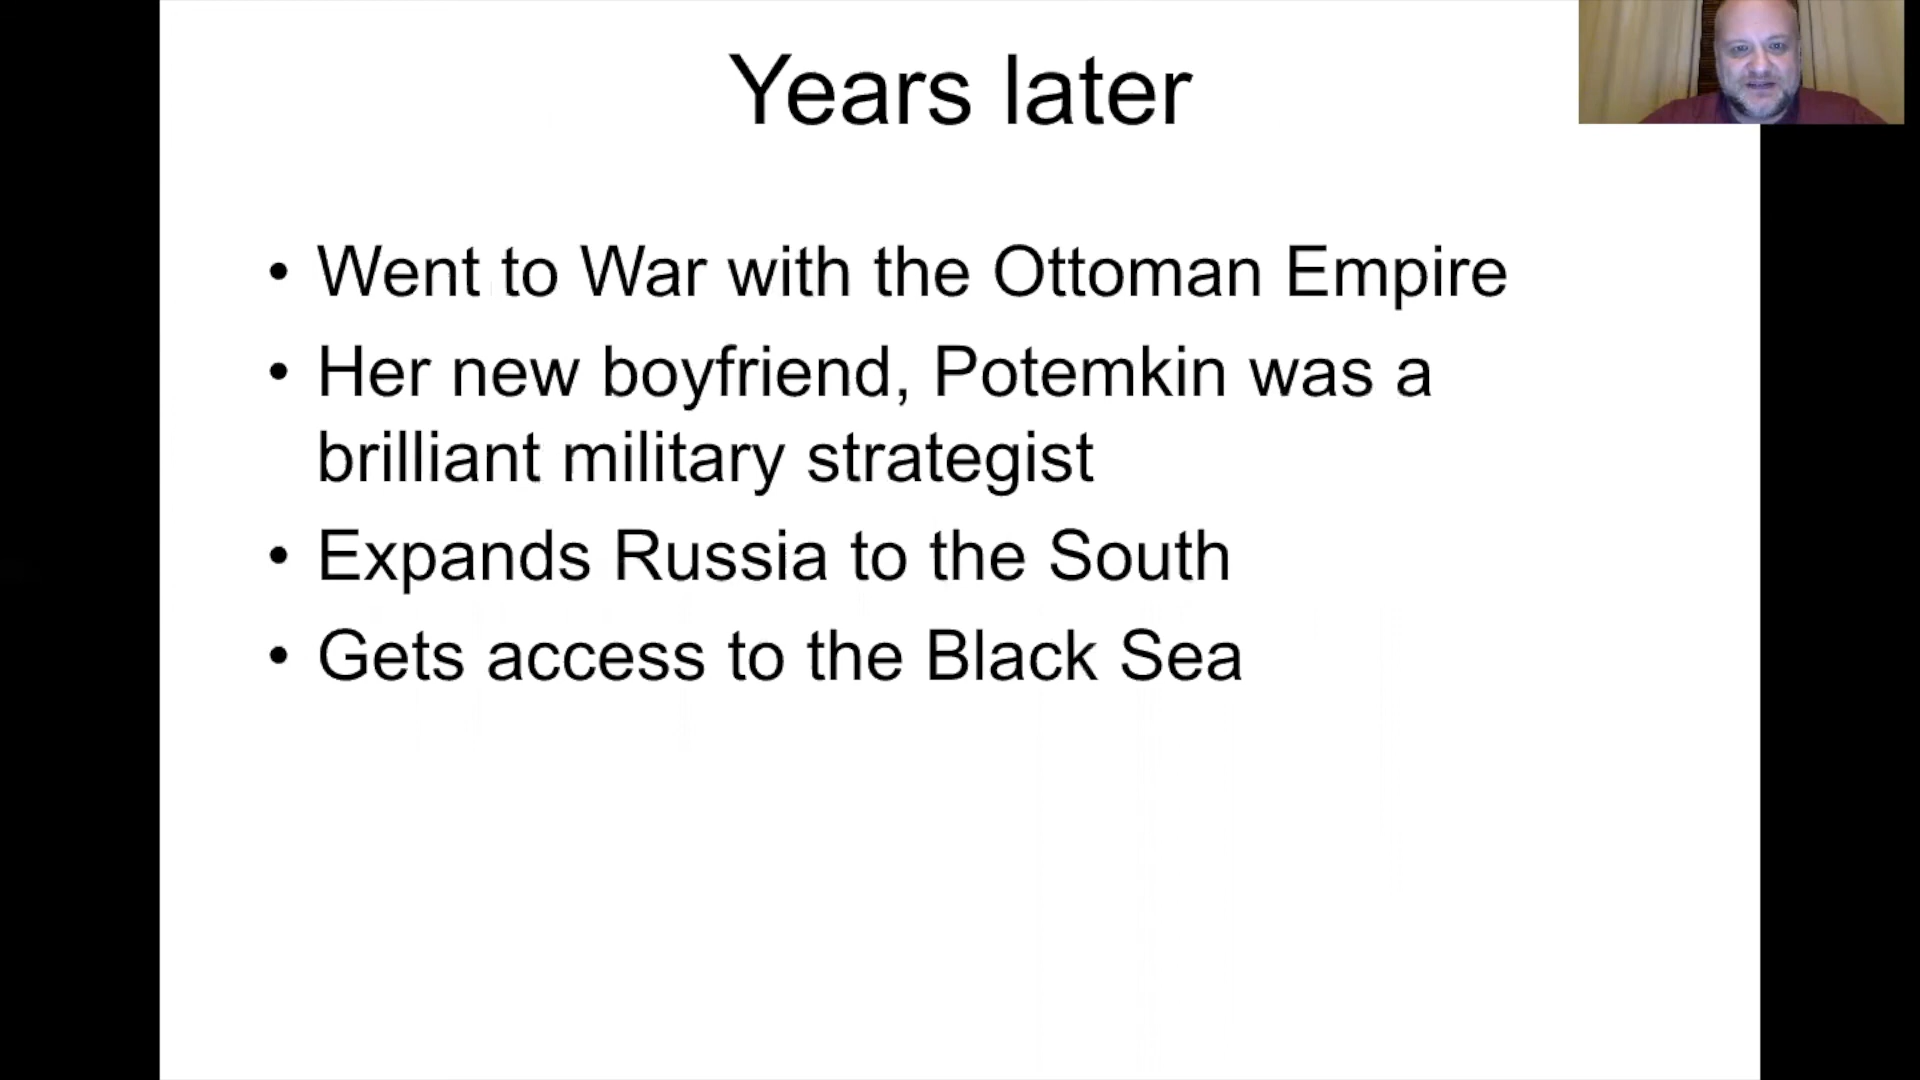 Years later
• Went to War with the Ottoman Empire
• Her new boyfriend, Potemkin was a
brilliant military strategist
• Expands Russia to the South
• Gets access to the Black Sea